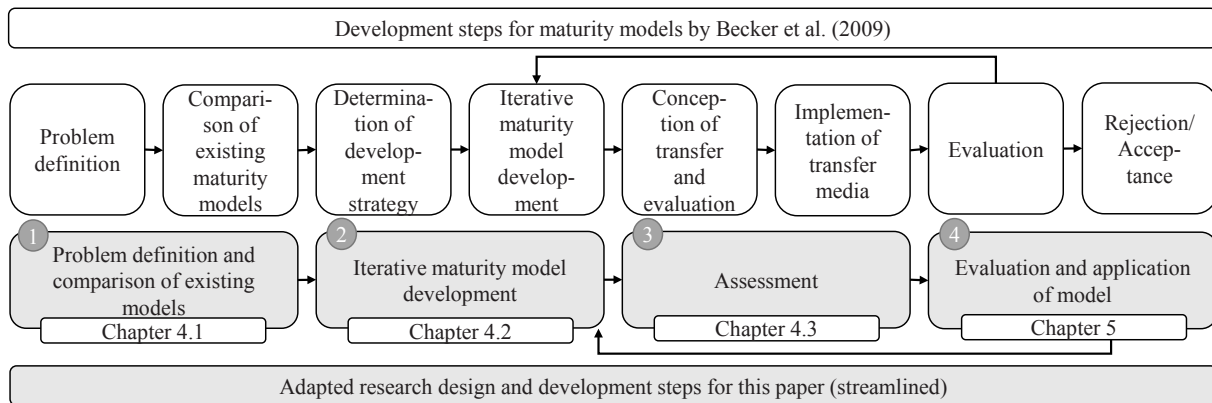 Development steps for maturity models by Becker et al. (2009)
Problem
definition
Compari-
son of
existing
maturity
models
Determina-
tion of
develop-
ment
strategy
Iterative
maturity
model
develop-
ment
Conception of
transfer
and
evaluation
Implemen-
tation of
transfer
media
Evaluation
Rejection/
Accep-
tance
1
Problem definition and
comparison of existing
models
Chapter 4.1
2
Iterative maturity model
development
Chapter 4.2
3
Assessment
Chapter 4.3
4
Evaluation and application
of model
Chapter 5
Adapted research design and development steps for this paper (streamlined)